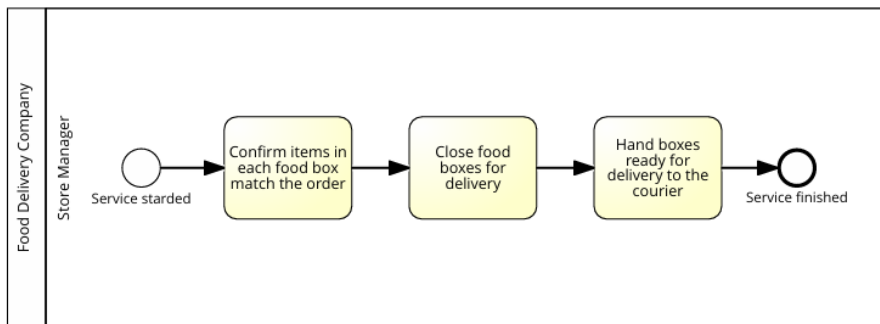 Food Delivery Company
Store Manager
Service starded
Confirm items in
each food box
match the order
Close food
boxes for
delivery
Hand boxes
ready for
delivery to the
courier
Service finished